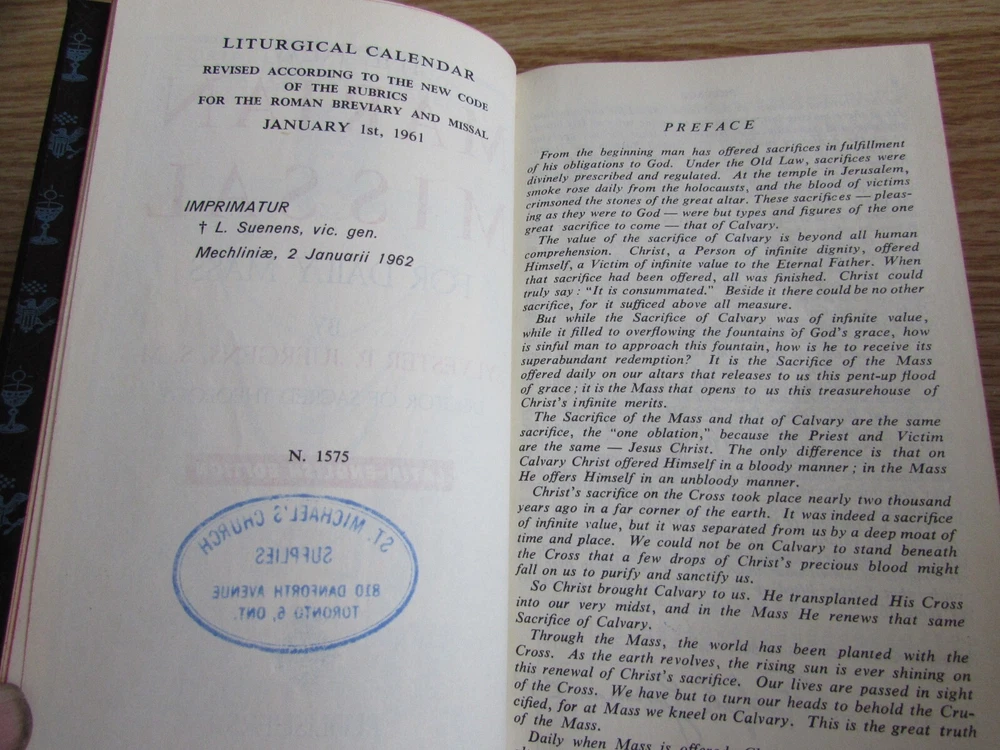 LITURGICAL CALENDAR
REVISED ACCORDING TO THE NEW CODE
OF THE RUBRICS
FOR THE ROMAN BREVIARY AND MISSAL
JANUARY 1st, 1961
IMPRIMATUR
† L. Suenens, vic. gen.
Mechliniæ, 2 Januarii 1962
N. 1575
ST. MICHAEL'S CHURCH
SUPPLIES
810 DANFORTH AVENUE
TORONTO 6, ONT.
PREFACE
From the beginning man has offered sacrifices in fulfillment
of his obligations to God. Under the Old Law, sacrifices were
divinely prescribed and regulated. At the temple in Jerusalem,
smoke rose daily from the holocausts, and the blood of victims
crimsoned the stones of the great altar. These sacrifices — pleas-
ing as they were to God — were but types and figures of the one
great sacrifice to come — that of Calvary.
The value of the sacrifice of Calvary is beyond all human
comprehension. Christ, a Person of infinite dignity, offered
Himself, a Victim of infinite value to the Eternal Father. When
that sacrifice had been offered, all was finished. Christ could
truly say: "It is consummated." Beside it there could be no other
sacrifice, for it sufficed above all measure.
But while the Sacrifice of Calvary was of infinite value,
while it filled to overflowing the fountains of God's grace, how
is sinful man to approach this fountain, how is he to receive its
superabundant redemption? It is the Sacrifice of the Mass
offered daily on our altars that releases to us this pent-up flood
of grace; it is the Mass that opens to us this treasurehouse of
Christ's infinite merits.
The Sacrifice of the Mass and that of Calvary are the same
sacrifice, the "one oblation," because the Priest and Victim
are the same — Jesus Christ. The only difference is that on
Calvary Christ offered Himself in a bloody manner; in the Mass
He offers Himself in an unbloody manner.
Christ's sacrifice on the Cross took place nearly two thousand
years ago in a far corner of the earth. It was indeed a sacrifice
of infinite value, but it was separated from us by a deep moat of
time and place. We could not be on Calvary to stand beneath
the Cross that a few drops of Christ's precious blood might
fall on us to purify and sanctify us.
So Christ brought Calvary to us. He transplanted His Cross
into our very midst, and in the Mass He renews that same
Sacrifice of Calvary.
Through the Mass, the world has been planted with the
Cross. As the earth revolves, the rising sun is ever shining on
this renewal of Christ's sacrifice. Our lives are passed in sight
of the Cross. We have but to turn our heads to behold the Cru-
cified, for at Mass we kneel on Calvary. This is the great truth
of the Mass.
Daily when Mass is offered